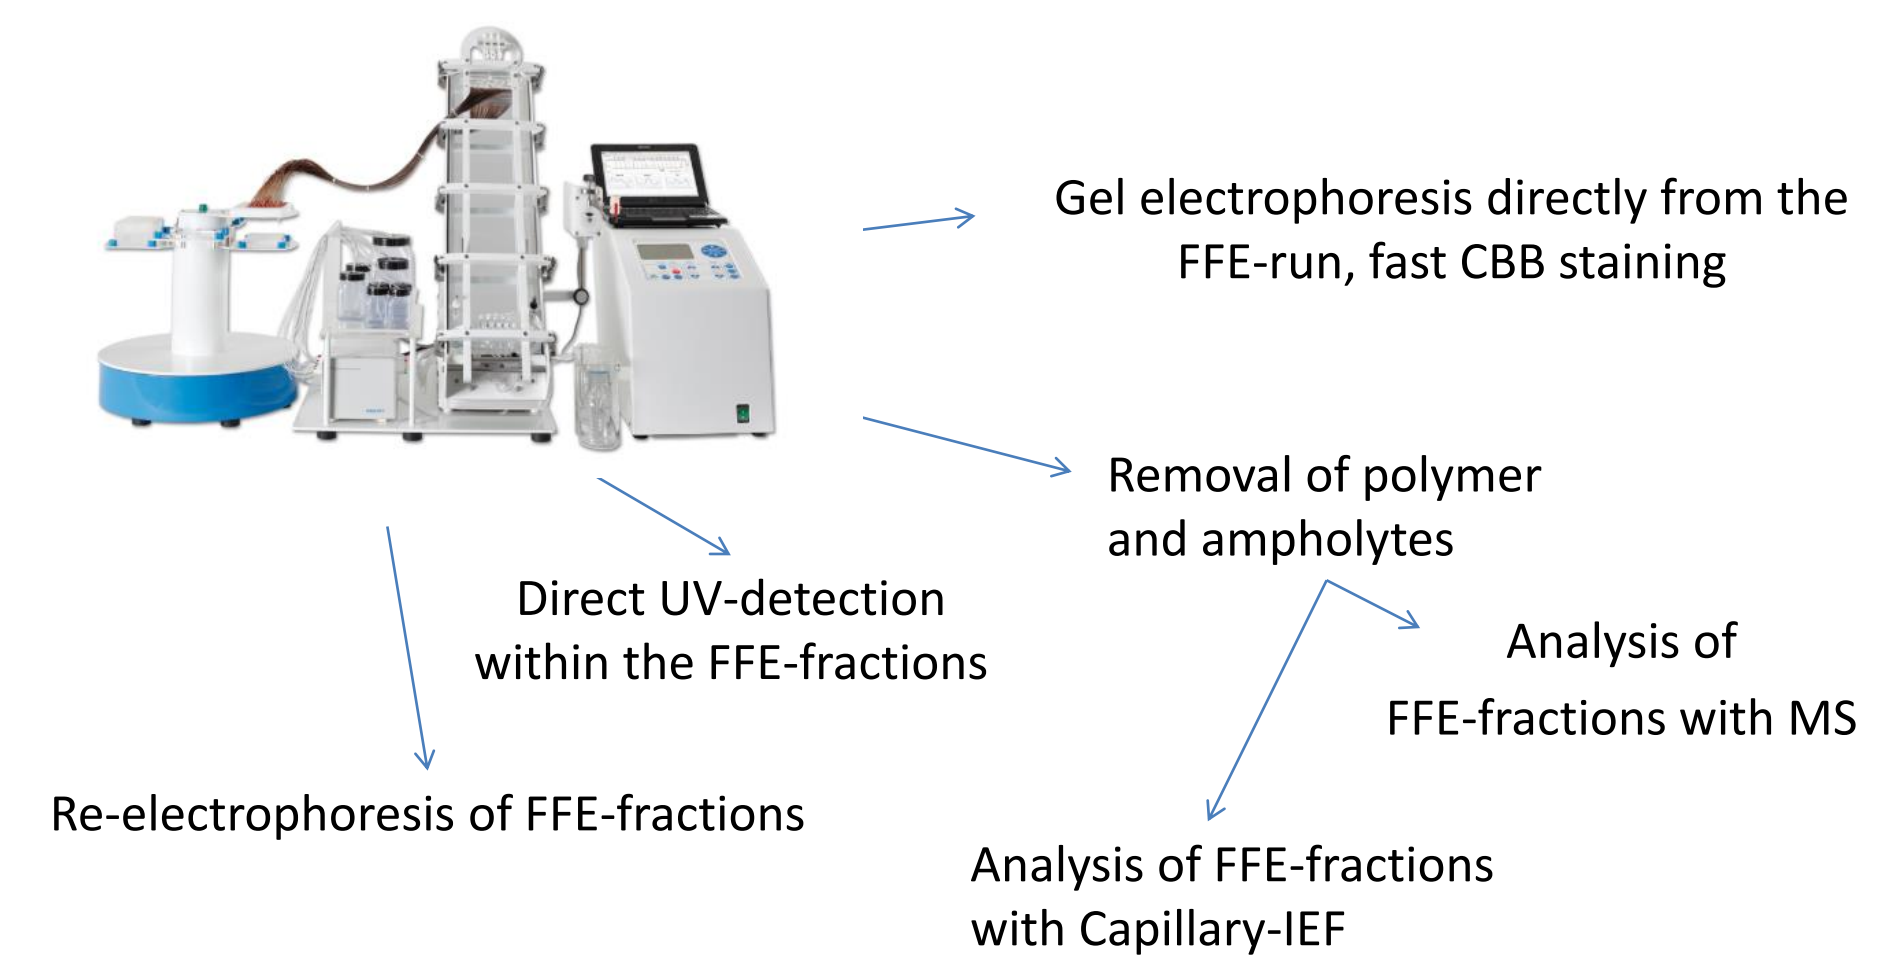 Gel electrophoresis directly from the
FFE-run, fast CBB staining
Removal of polymer
and ampholytes
Direct UV-detection
within the FFE-fractions
Analysis of
FFE-fractions with MS
Re-electrophoresis of FFE-fractions
Analysis of FFE-fractions
with Capillary-IEF